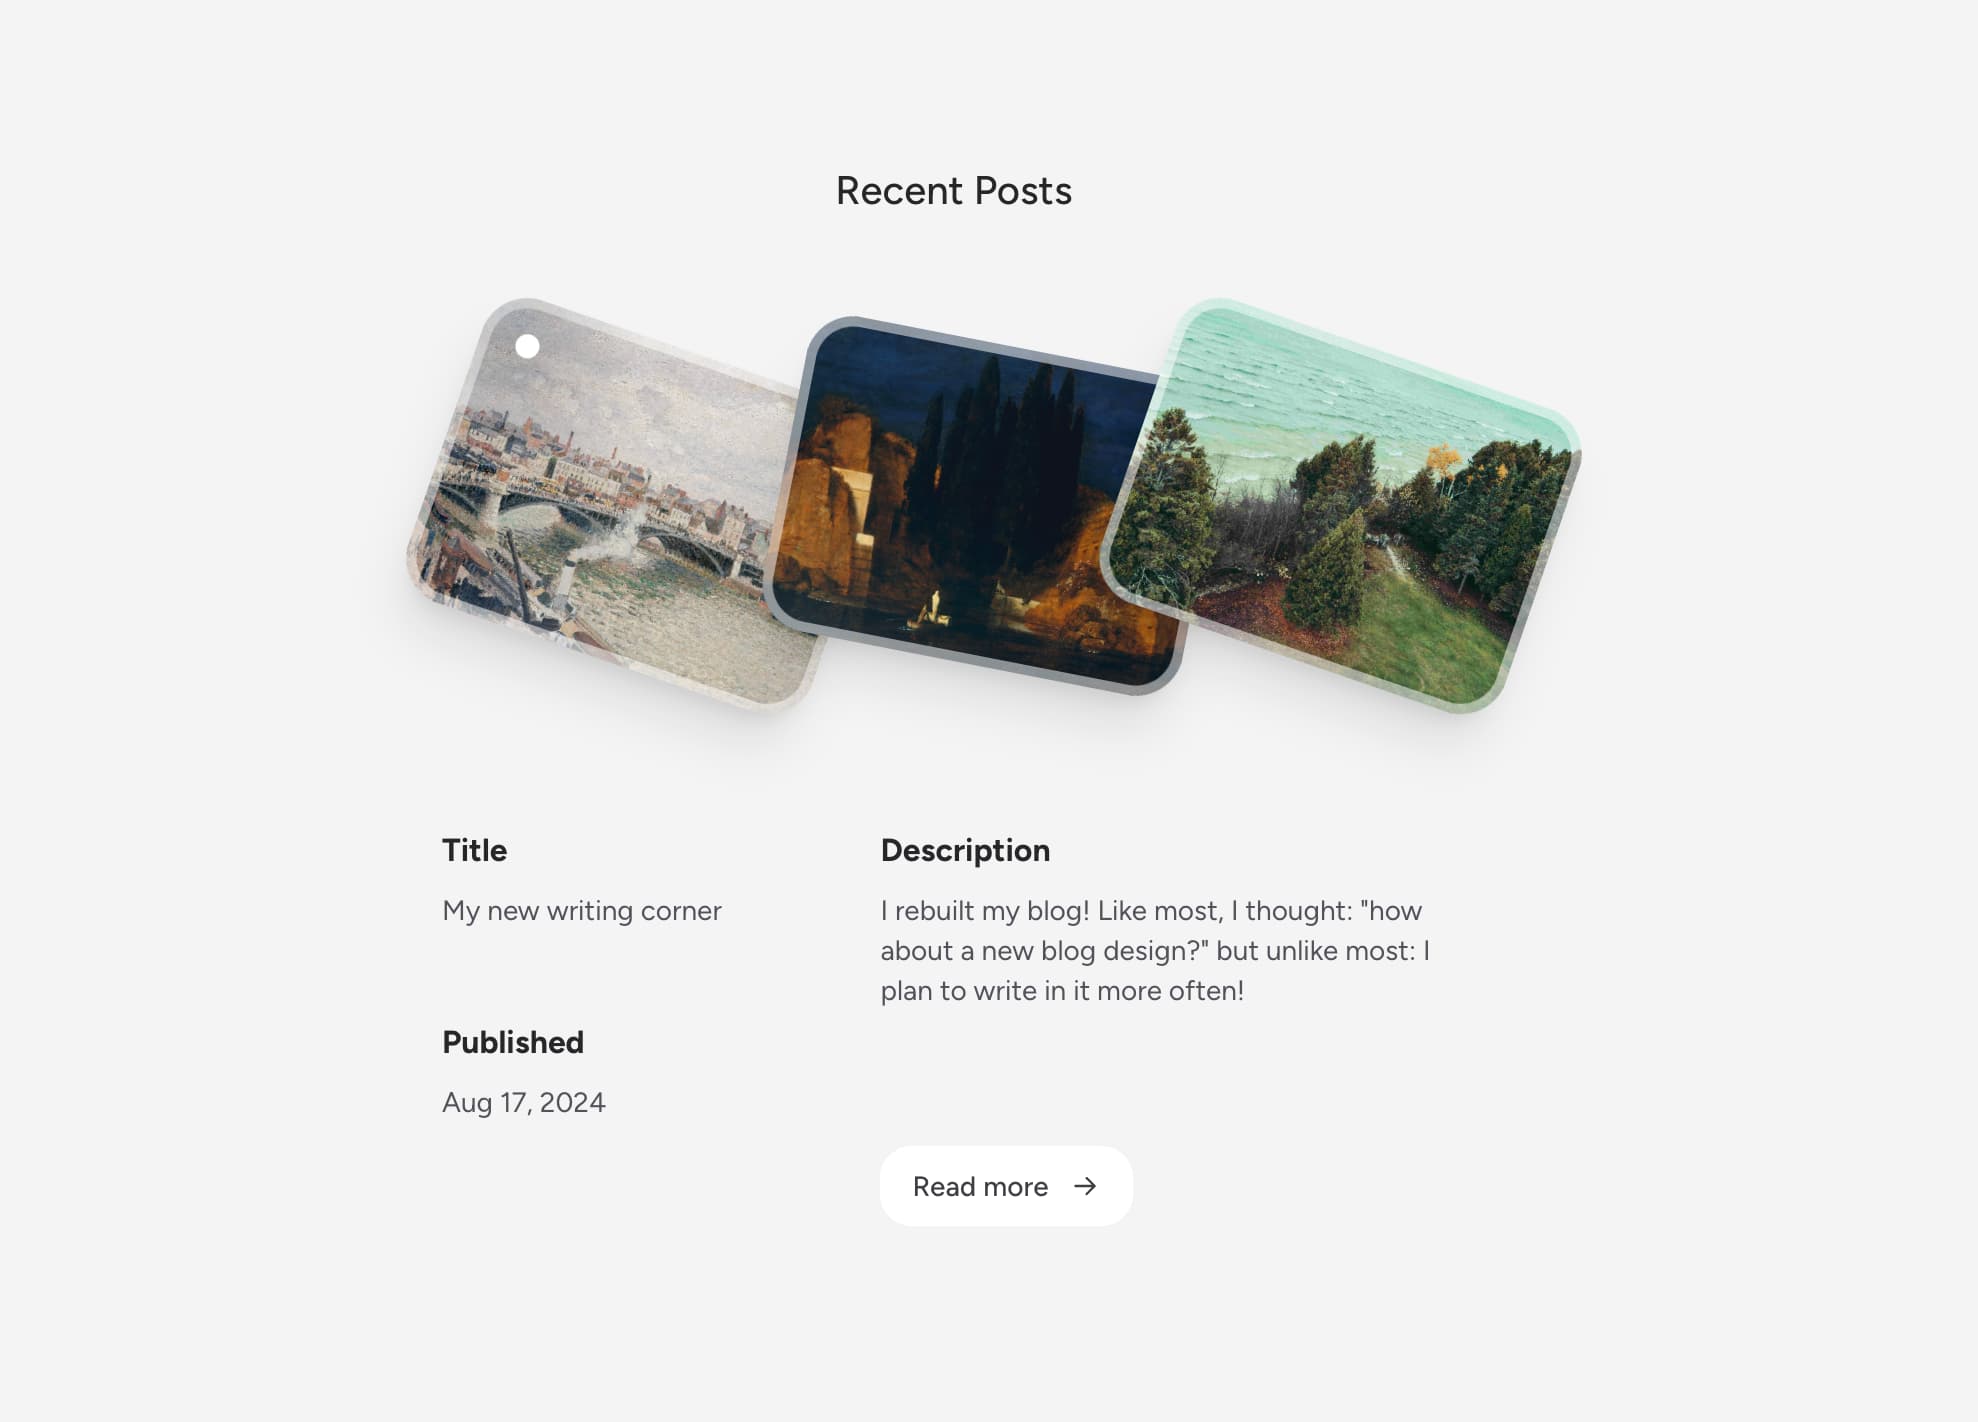 Recent Posts
Title
My new writing corner
Published
Aug 17, 2024
Description
I rebuilt my blog! Like most, I thought: "how
about a new blog design?" but unlike most: I
plan to write in it more often!
Read more